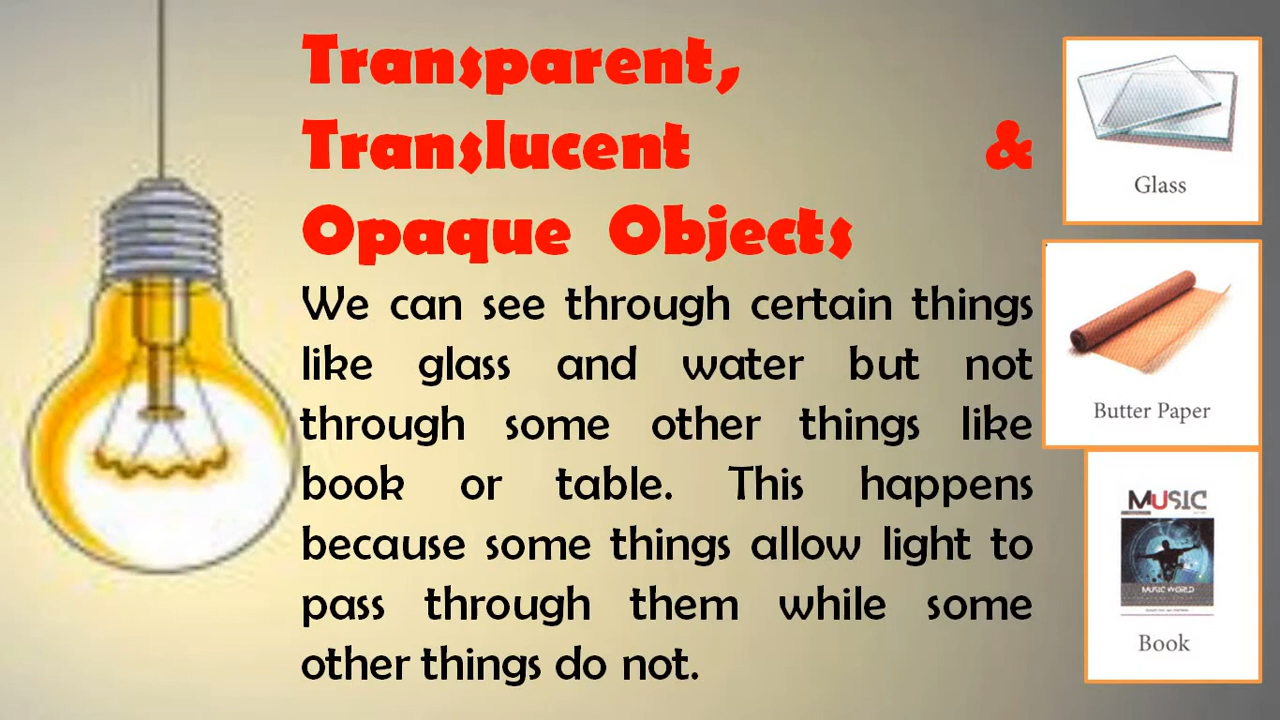 Transparent,
Translucent &
Opaque Objects
We can see through certain things
like glass and water but not
through some other things like
book or table. This happens
because some things allow light to
pass through them while some
other things do not.
Glass
Butter Paper
MUSIC
MUSIC WORLD
Book